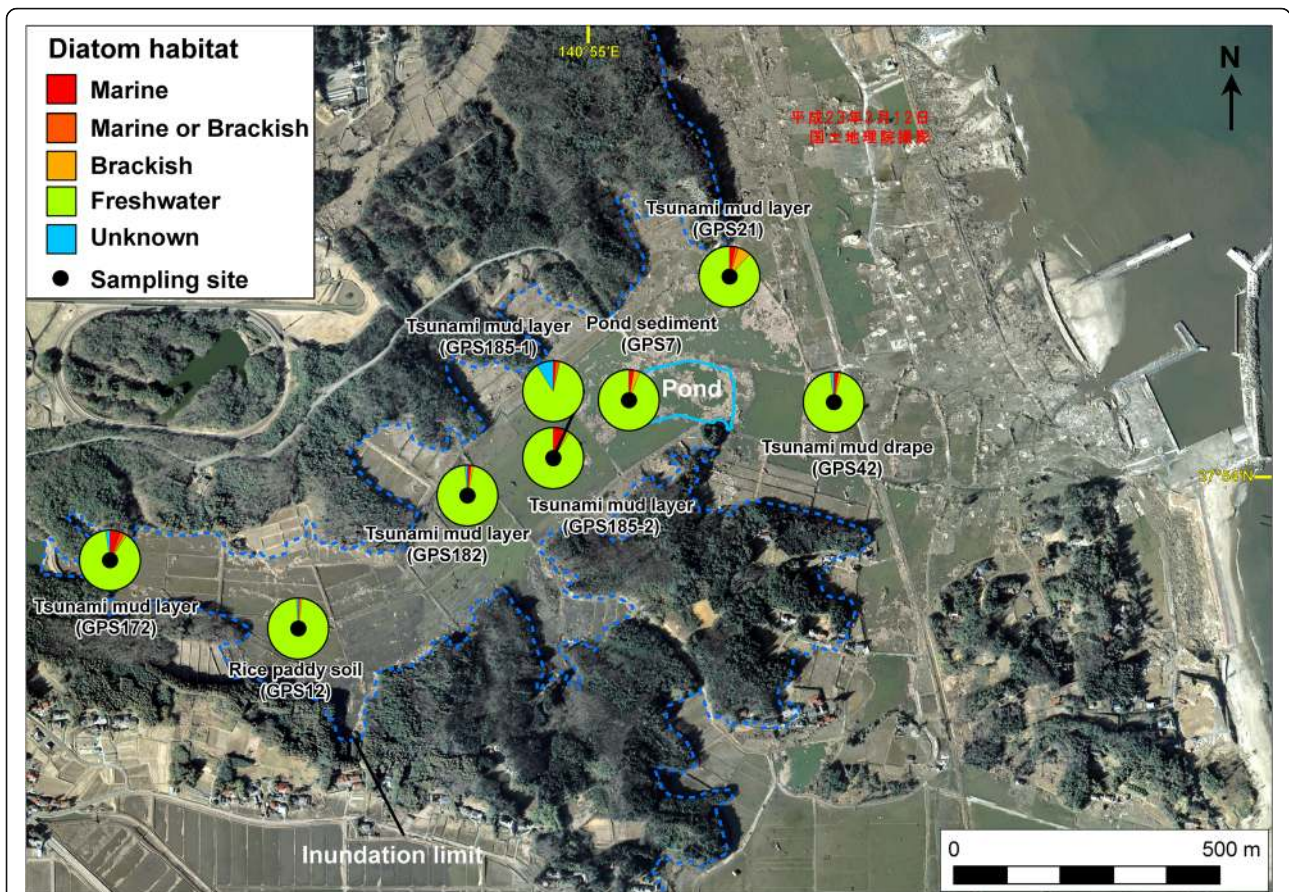 Diatom habitat
Marine
Marine or Brackish
Brackish
Freshwater
Unknown
Sampling site
140°55'E
N
平成23年3月12日
国土地理院撮影
Tsunami mud layer
(GPS21)
Tsunami mud layer
(GPS185-1)
Pond sediment
(GPS7)
Pond
Tsunami mud drape
(GPS42)
37°50'N
Tsunami mud layer
(GPS185-2)
Tsunami mud layer
(GPS182)
Tsunami mud layer
(GPS172)
Rice paddy soil
(GPS12)
Inundation limit
0
500 m